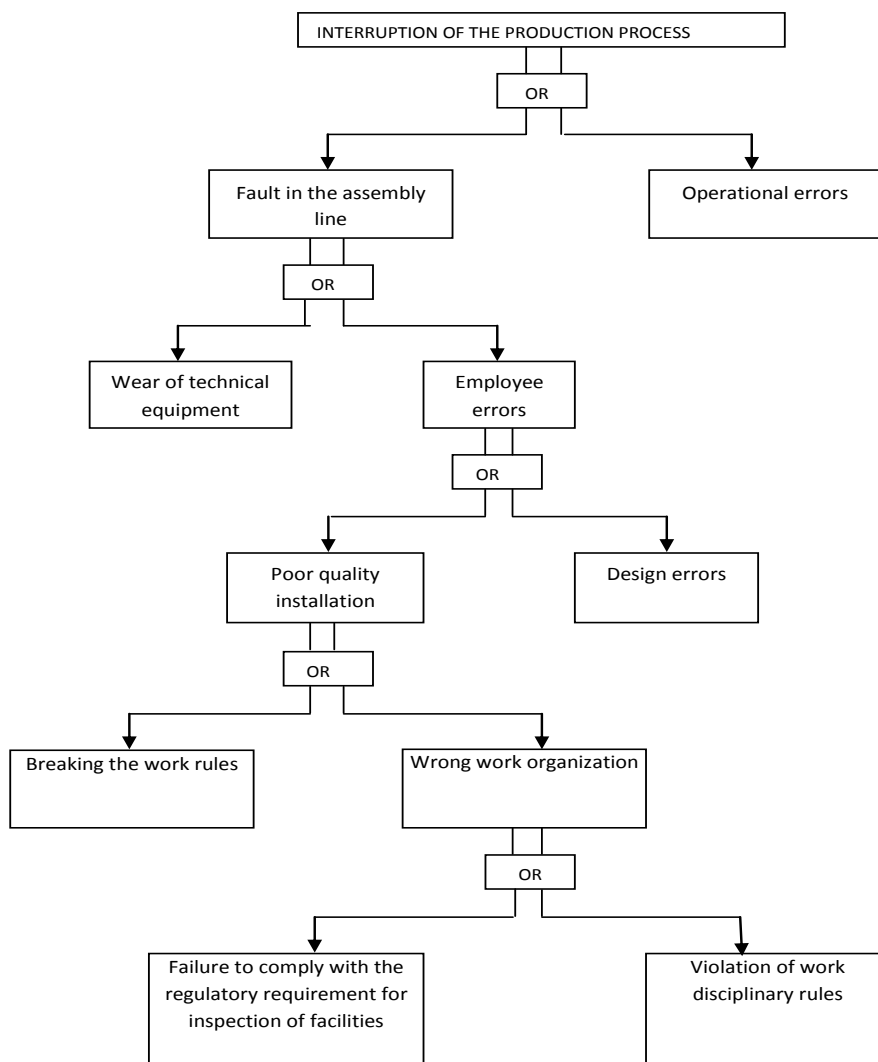 INTERRUPTION OF THE PRODUCTION PROCESS
OR
Fault in the assembly
line
Operational errors
OR
Wear of technical
equipment
Employee
errors
OR
Poor quality
installation
Design errors
OR
Breaking the work rules
Wrong work organization
OR
Failure to comply with the
regulatory requirement for
inspection of facilities
Violation of work
disciplinary rules